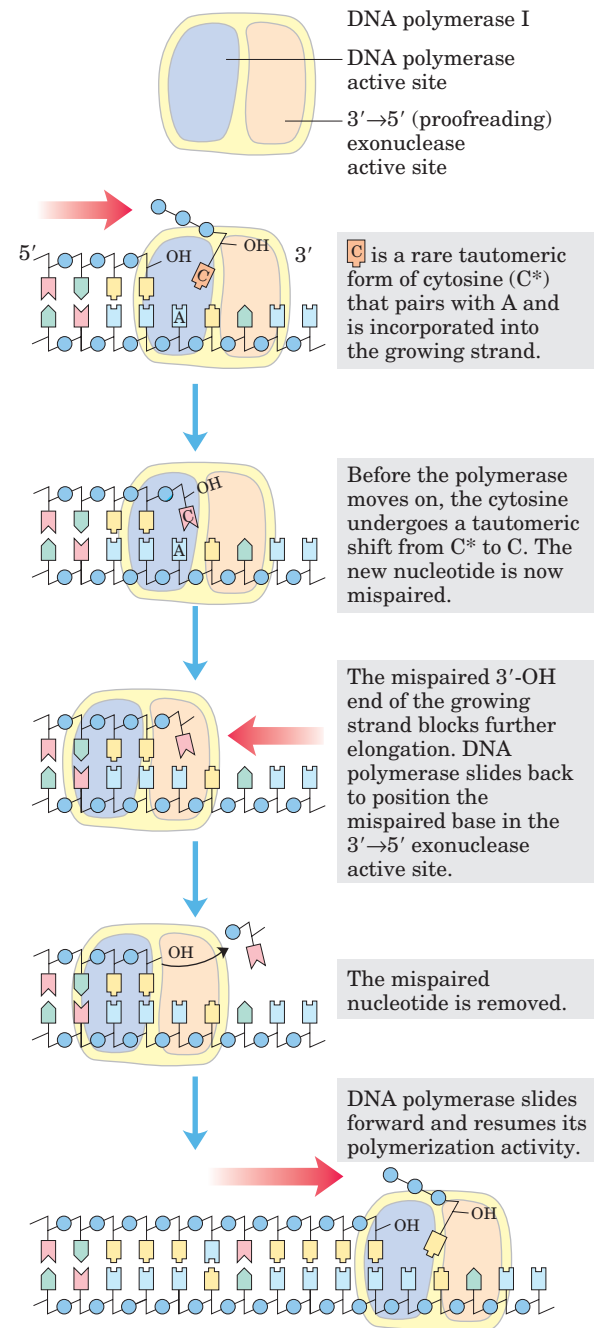 DNA polymerase I
DNA polymerase
active site
3′→5′ (proofreading)
exonuclease
active site
5′
OH
OH
3′
C
A
C is a rare tautomeric
form of cytosine (C*)
that pairs with A and
is incorporated into
the growing strand.
OH
C
A
Before the polymerase
moves on, the cytosine
undergoes a tautomeric
shift from C* to C. The
new nucleotide is now
mispaired.
The mispaired 3′-OH
end of the growing
strand blocks further
elongation. DNA
polymerase slides back
to position the
mispaired base in the
3′→5′ exonuclease
active site.
OH
The mispaired
nucleotide is removed.
DNA polymerase slides
forward and resumes its
polymerization activity.
OH
OH